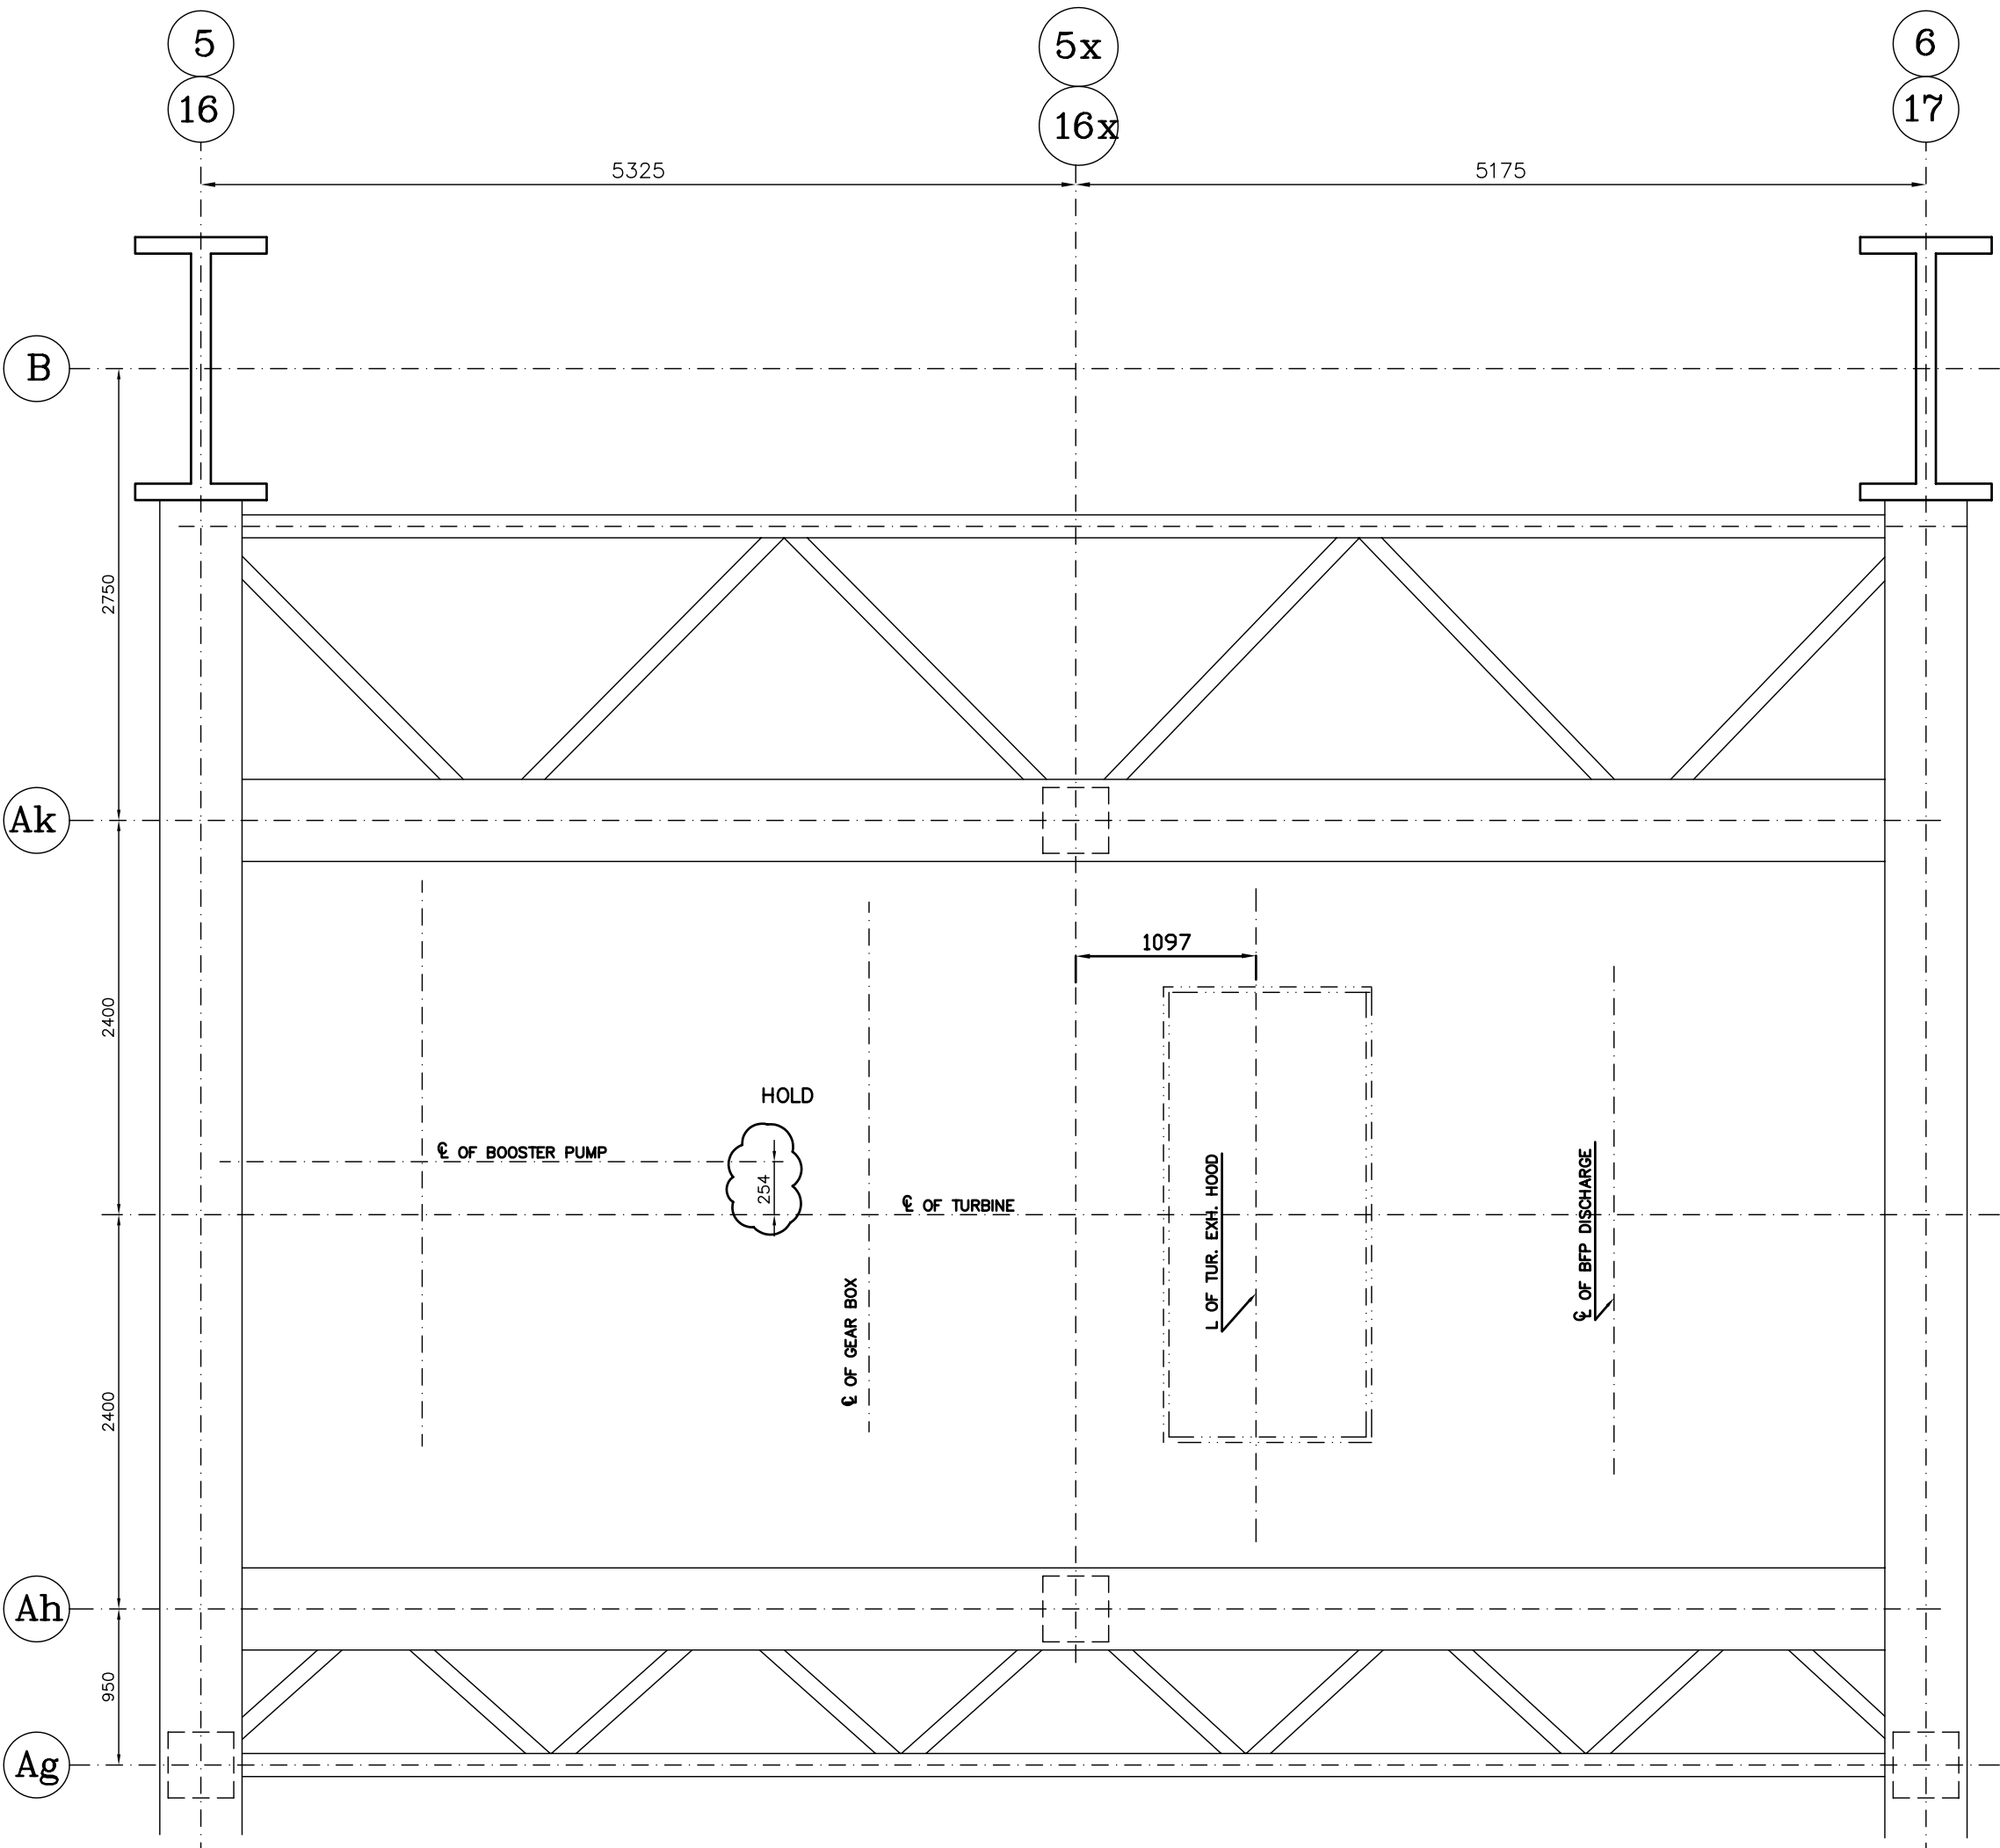 5
5x
6
16
16x
17
5325
5175
B
2750
Ak
1097
2400
HOLD
℄ OF BOOSTER PUMP
254
℄ OF TURBINE
L OF TUR. EXH. HOOD
℄ OF BFP DISCHARGE
℄ OF GEAR BOX
2400
Ah
950
Ag